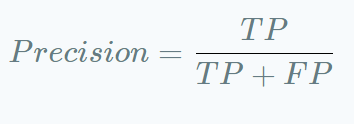 Precision = TP / (TP + FP)